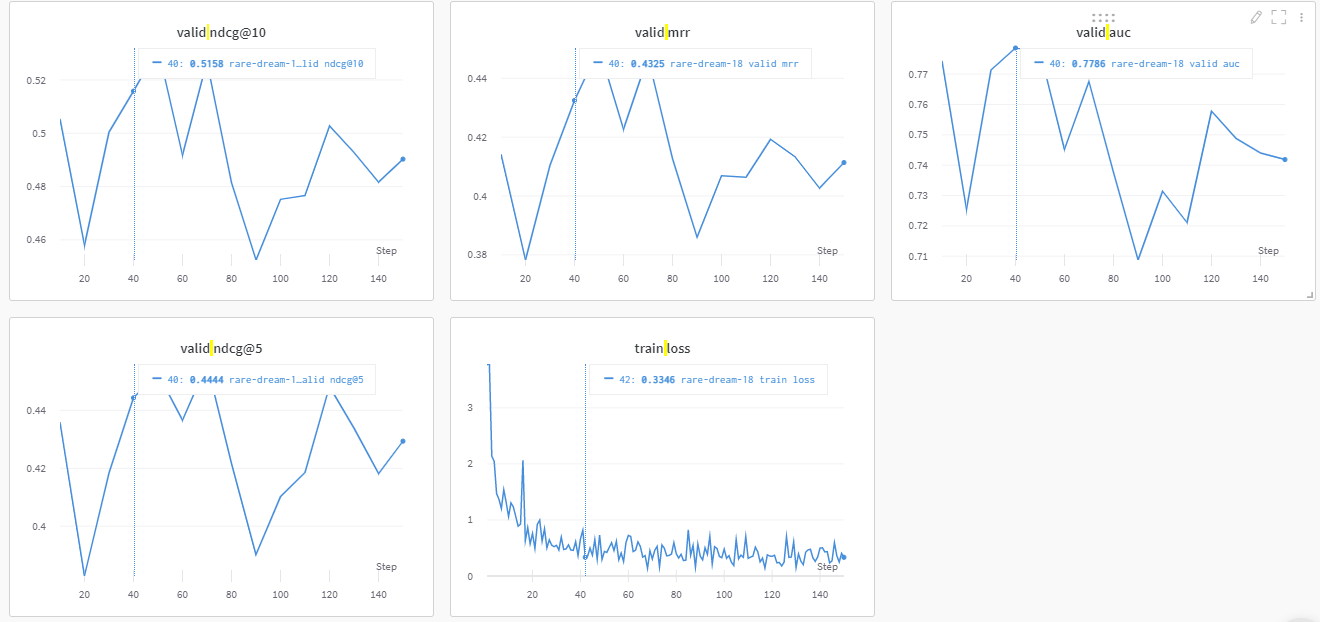 valid ndcg@10
40: 0.5158 rare-dream-1…lid ndcg@10
0.52
0.5
0.48
0.46
Step
20 40 60 80 100 120 140
valid mrr
40: 0.4325 rare-dream-18 valid mrr
0.44
0.42
0.4
0.38
Step
20 40 60 80 100 120 140
valid auc
40: 0.7786 rare-dream-18 valid auc
0.77
0.76
0.75
0.74
0.73
0.72
0.71
Step
20 40 60 80 100 120 140
valid ndcg@5
40: 0.4444 rare-dream-1…alid ndcg@5
0.44
0.42
0.4
Step
20 40 60 80 100 120 140
train loss
42: 0.3346 rare-dream-18 train loss
3
2
1
0
Step
20 40 60 80 100 120 140